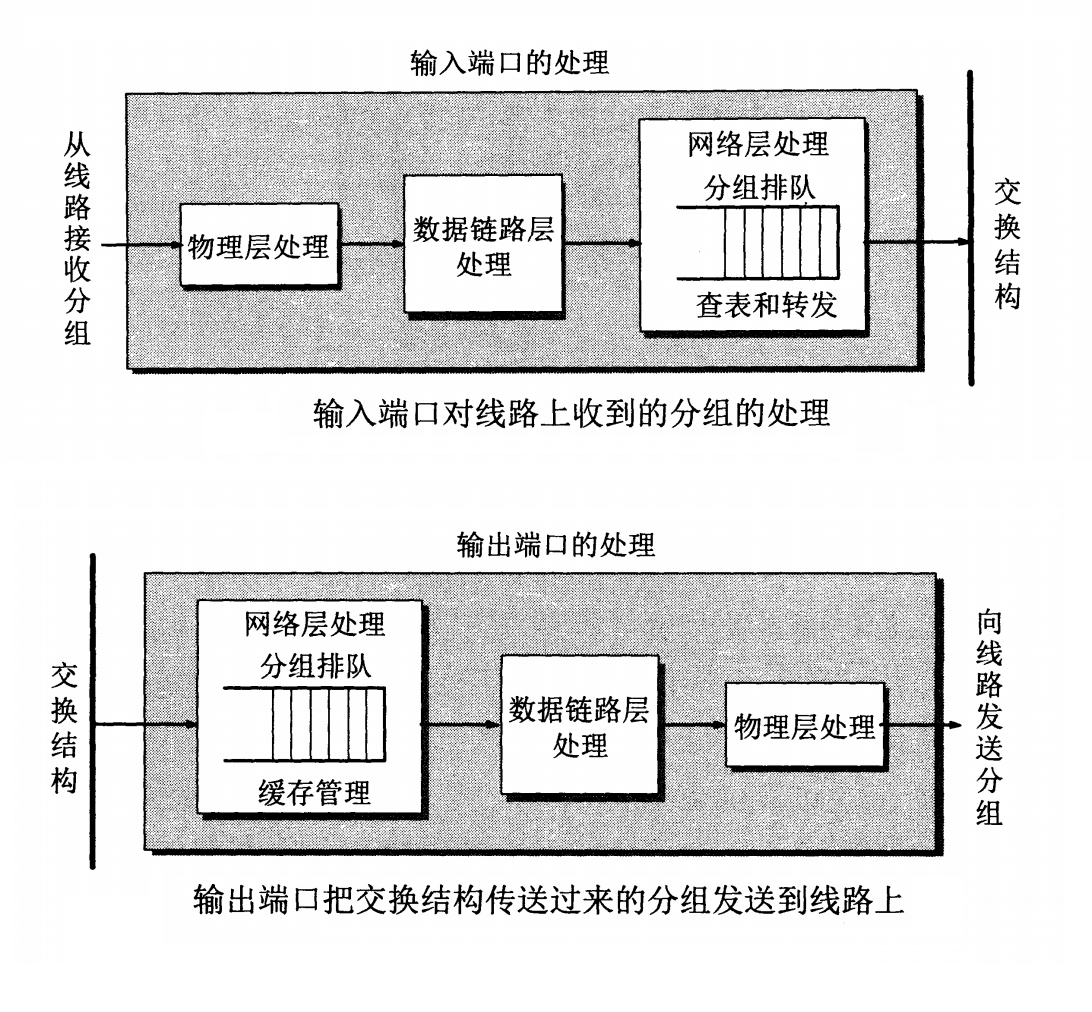 输入端口的处理
从线路接收分组
物理层处理
数据链路层
处理
网络层处理
分组排队
查表和转发
交换结构
输入端口对线路上收到的分组的处理
输出端口的处理
交换结构
网络层处理
分组排队
缓存管理
数据链路层
处理
物理层处理
向线路发送分组
输出端口把交换结构传送过来的分组发送到线路上